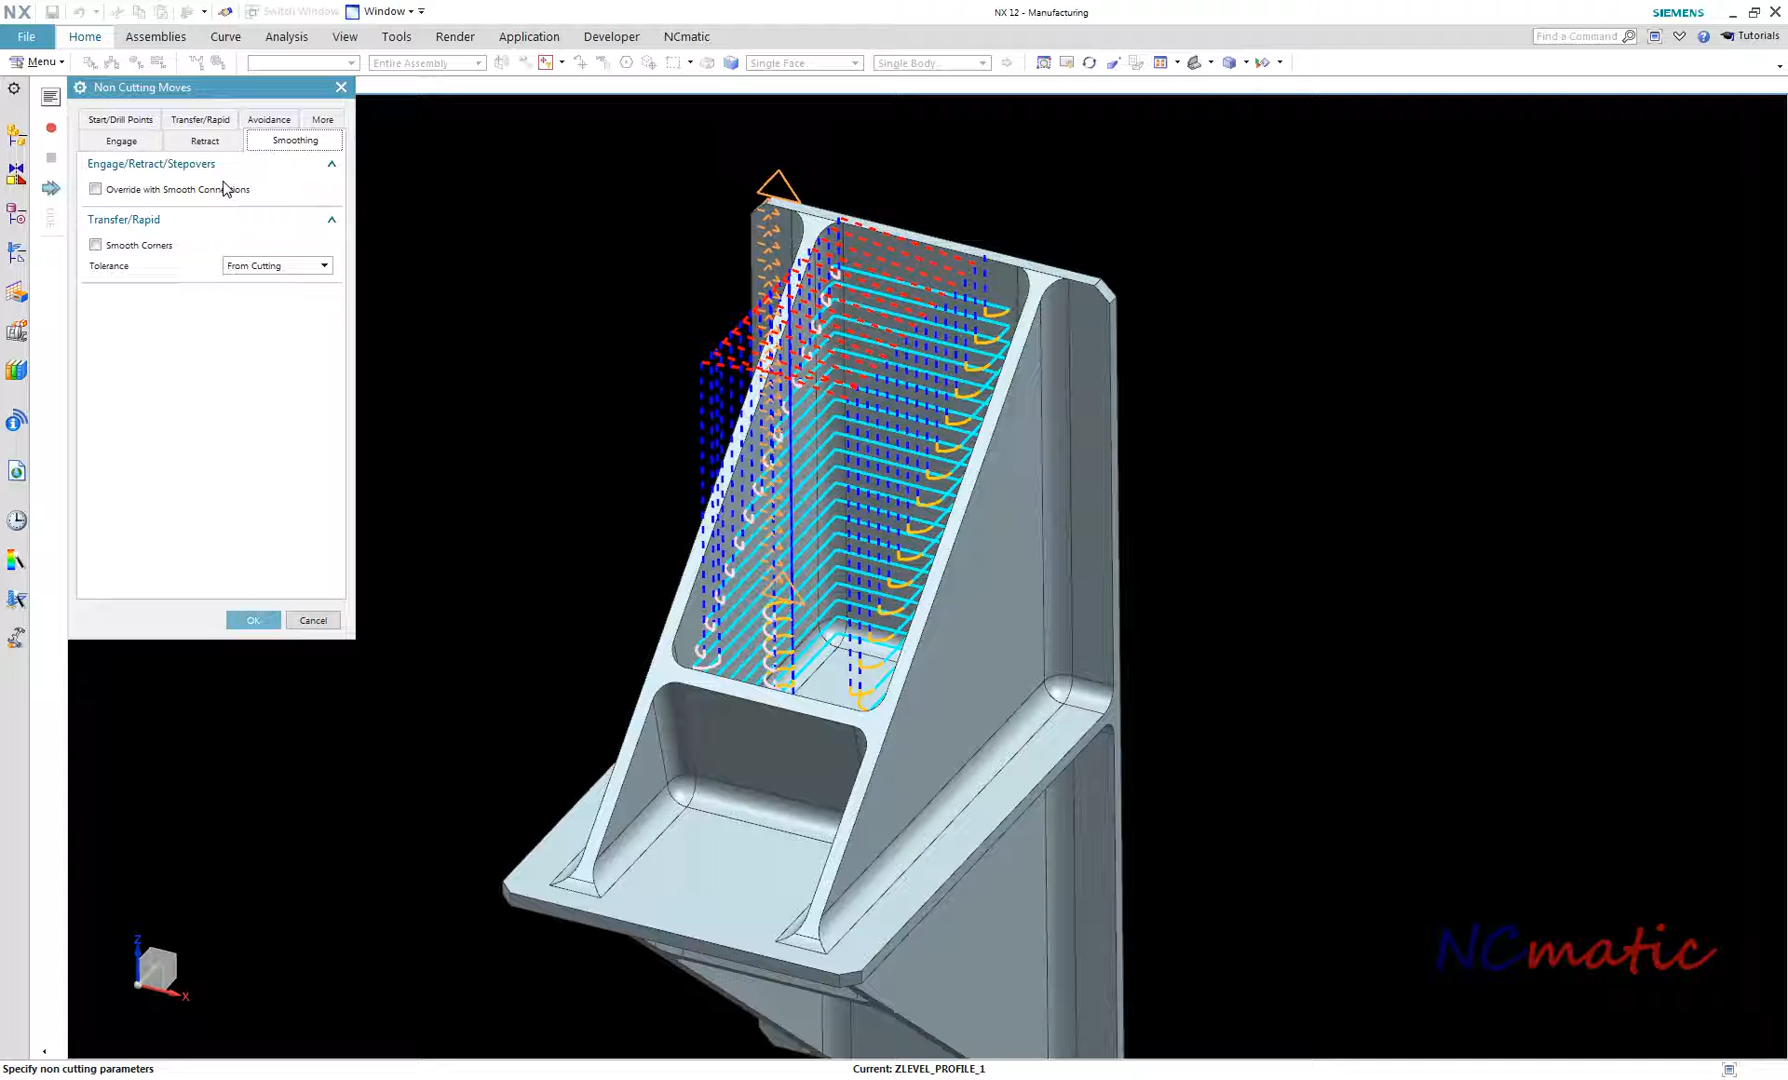 NX
Switch Window
Window
NX 12 - Manufacturing
SIEMENS
File
Home
Assemblies
Curve
Analysis
View
Tools
Render
Application
Developer
NCmatic
Find a Command
Tutorials
Menu
Entire Assembly
Single Face
Single Body...
Non Cutting Moves
Start/Drill Points
Transfer/Rapid
Avoidance
More
Engage
Retract
Smoothing
Engage/Retract/Stepovers
Override with Smooth Connections
Transfer/Rapid
Smooth Corners
Tolerance
From Cutting
OK
Cancel
Z
X
NCmatic
Specify non cutting parameters
Current: ZLEVEL_PROFILE_1